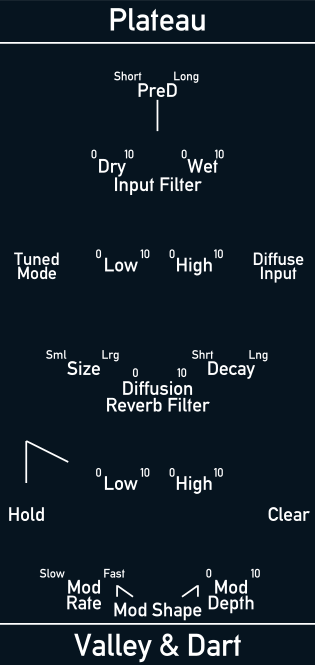 Plateau
Short Long
PreD
0 10 0 10
Dry Wet
Input Filter
Tuned Mode
0 Low 10
0 High 10
Diffuse Input
Sml Lrg
Size
Shrt Lng
Decay
0 10
Diffusion
Reverb Filter
0 Low 10
0 High 10
Hold
Clear
Slow Fast
Mod Rate
0 10
Mod Depth
Mod Shape
Valley & Dart